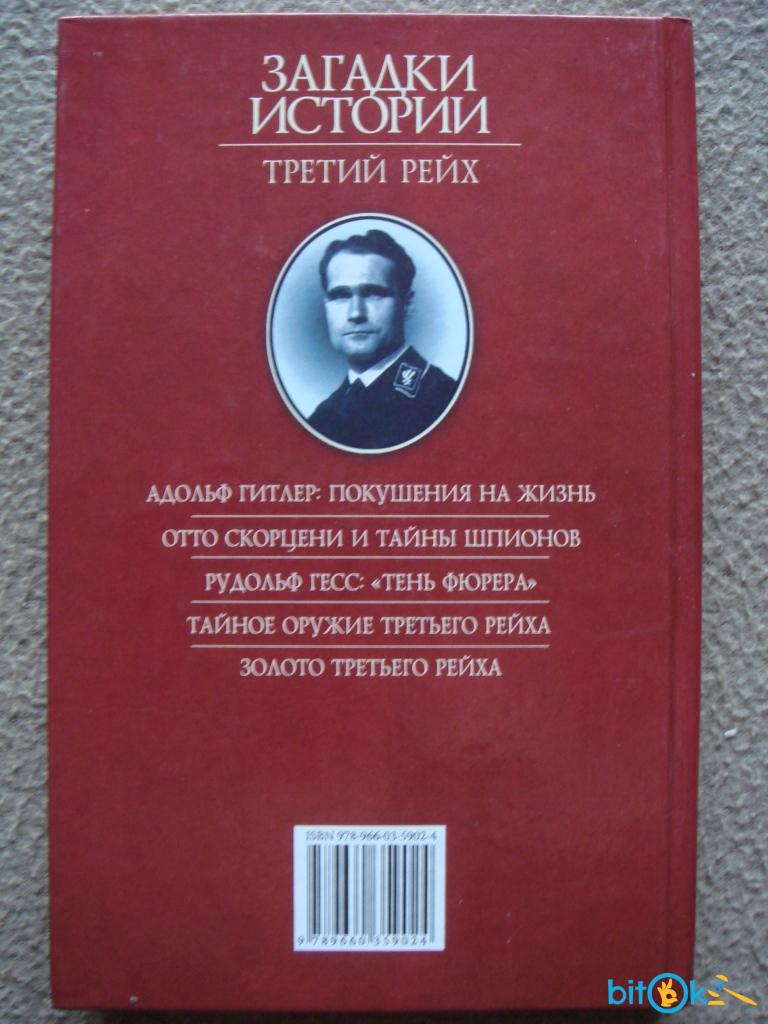 ЗАГАДКИ
ИСТОРИИ
ТРЕТИЙ РЕЙХ
АДОЛЬФ ГИТЛЕР: ПОКУШЕНИЯ НА ЖИЗНЬ
ОТТО СКОРЦЕНИ И ТАЙНЫ ШПИОНОВ
РУДОЛЬФ ГЕСС: «ТЕНЬ ФЮРЕРА»
ТАЙНОЕ ОРУЖИЕ ТРЕТЬЕГО РЕЙХА
ЗОЛОТО ТРЕТЬЕГО РЕЙХА
ISBN 978-966-03-5902-4
9 789660 359024
bitOk